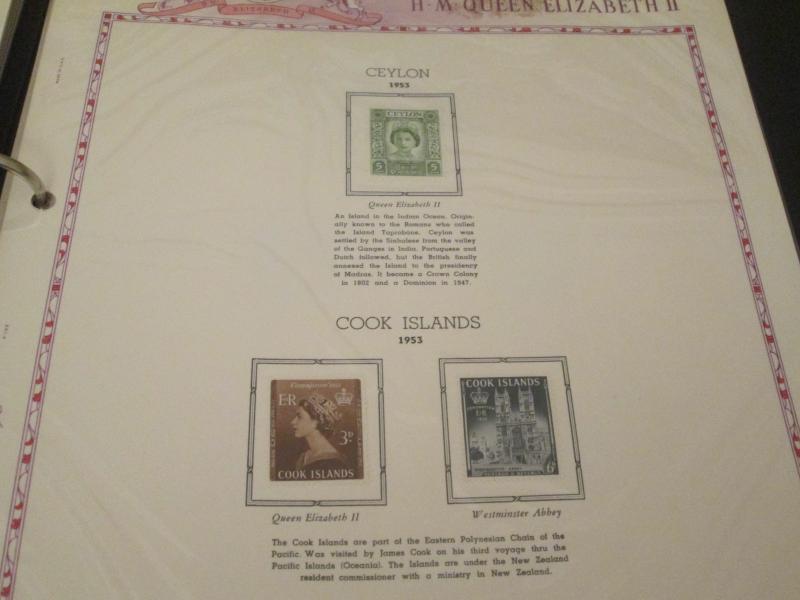 ELIZABETH
H·M·QUEEN ELIZABETH II
CEYLON
1953
CEYLON
5
5
Queen Elizabeth II
An Island in the Indian Ocean. Origin-
ally known to the Romans who called
the Island Taprobane, Ceylon was
settled by the Sinhalese from the valley
of the Ganges in India. Portuguese and
Dutch followed, but the British finally
annexed the Island to the presidency
of Madras. It became a Crown Colony
in 1802 and a Dominion in 1947.
COOK ISLANDS
1953
E R
3D
COOK ISLANDS
COOK ISLANDS
6D
Queen Elizabeth II
Westminster Abbey
The Cook Islands are part of the Eastern Polynesian Chain of the
Pacific. Was visited by James Cook on his third voyage thru the
Pacific Islands (Oceania). The Islands are under the New Zealand
resident commissioner with a ministry in New Zealand.